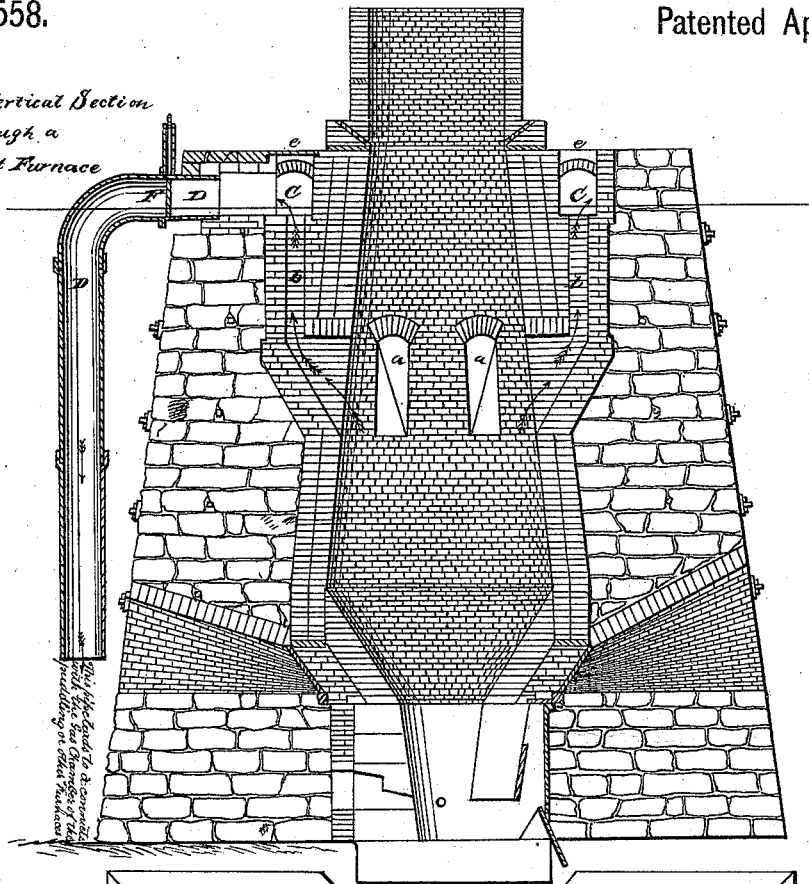 558.
Patented Ap
ertical Section
ugh a
t Furnace
e
e
C
C
F
D
D
b
b
a
a
This pipe leads to & connects
with the Gas Chamber of the
puddling or other Furnaces